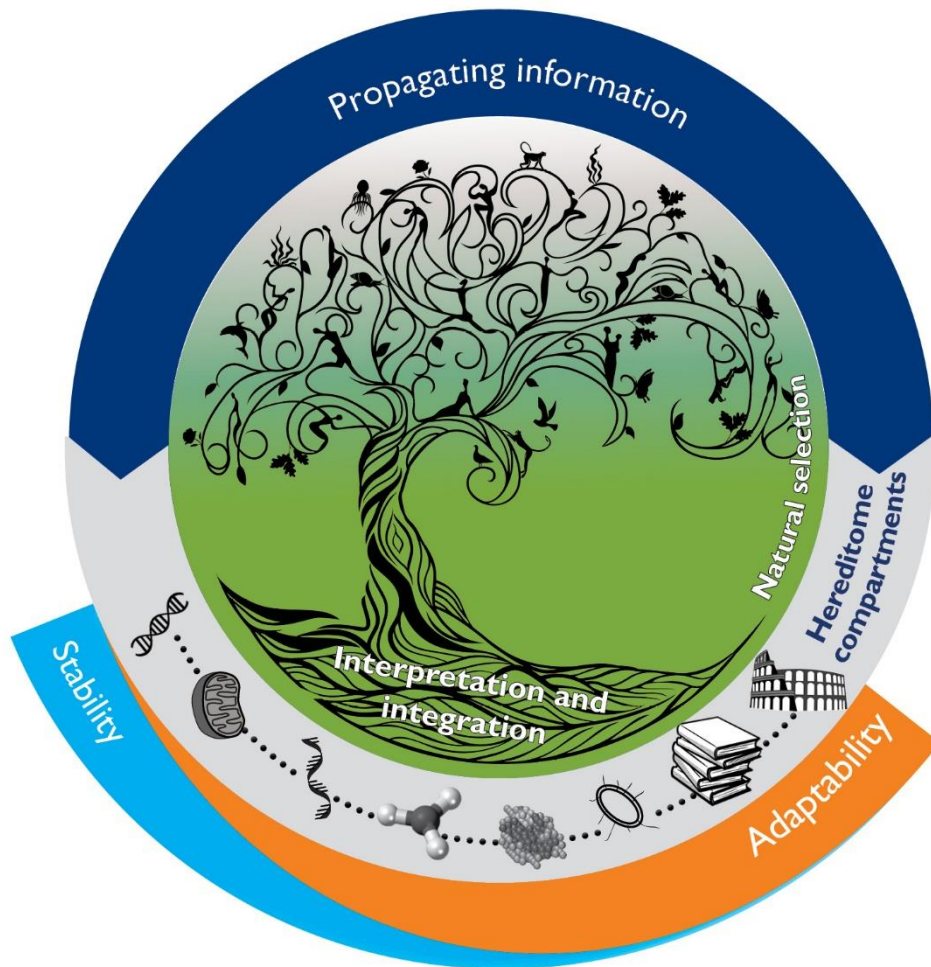 Propagating information
Natural selection
Hereditome
compartments
Interpretation and
integration
Stability
Adaptability